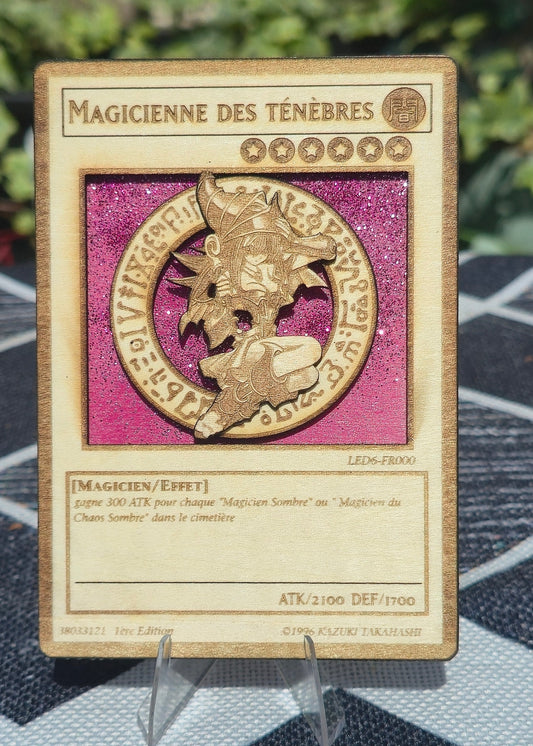 MAGICIENNE DES TÉNÈBRES 闇
LED6-FR000
[MAGICIEN/EFFET]
gagne 300 ATK pour chaque "Magicien Sombre" ou " Magicien du
Chaos Sombre" dans le cimetière
ATK/2100 DEF/1700
38033121 1ère Edition ©1996 KAZUKI TAKAHASHI